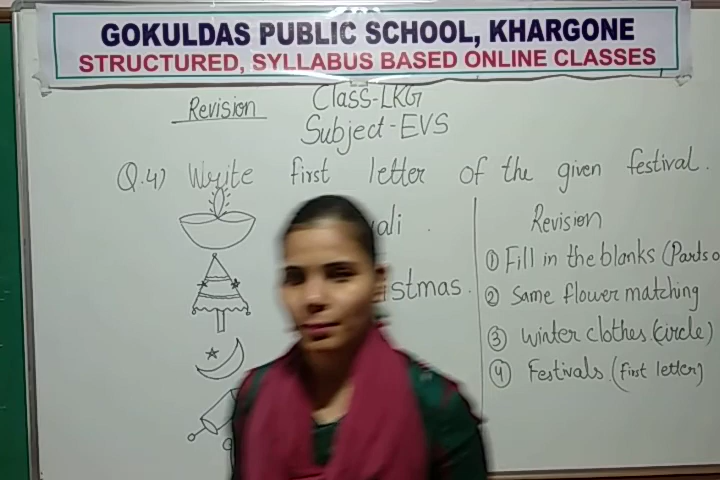 GOKULDAS PUBLIC SCHOOL, KHARGONE
STRUCTURED, SYLLABUS BASED ONLINE CLASSES
Revision
Class-LKG
Subject-EVS
Q.4) Write first letter of the given festival.
ali
istmas.
Revision
① Fill in the blanks (Parts o
② Same flower matching
③ Winter clothes (circle)
④ Festivals (first letter)